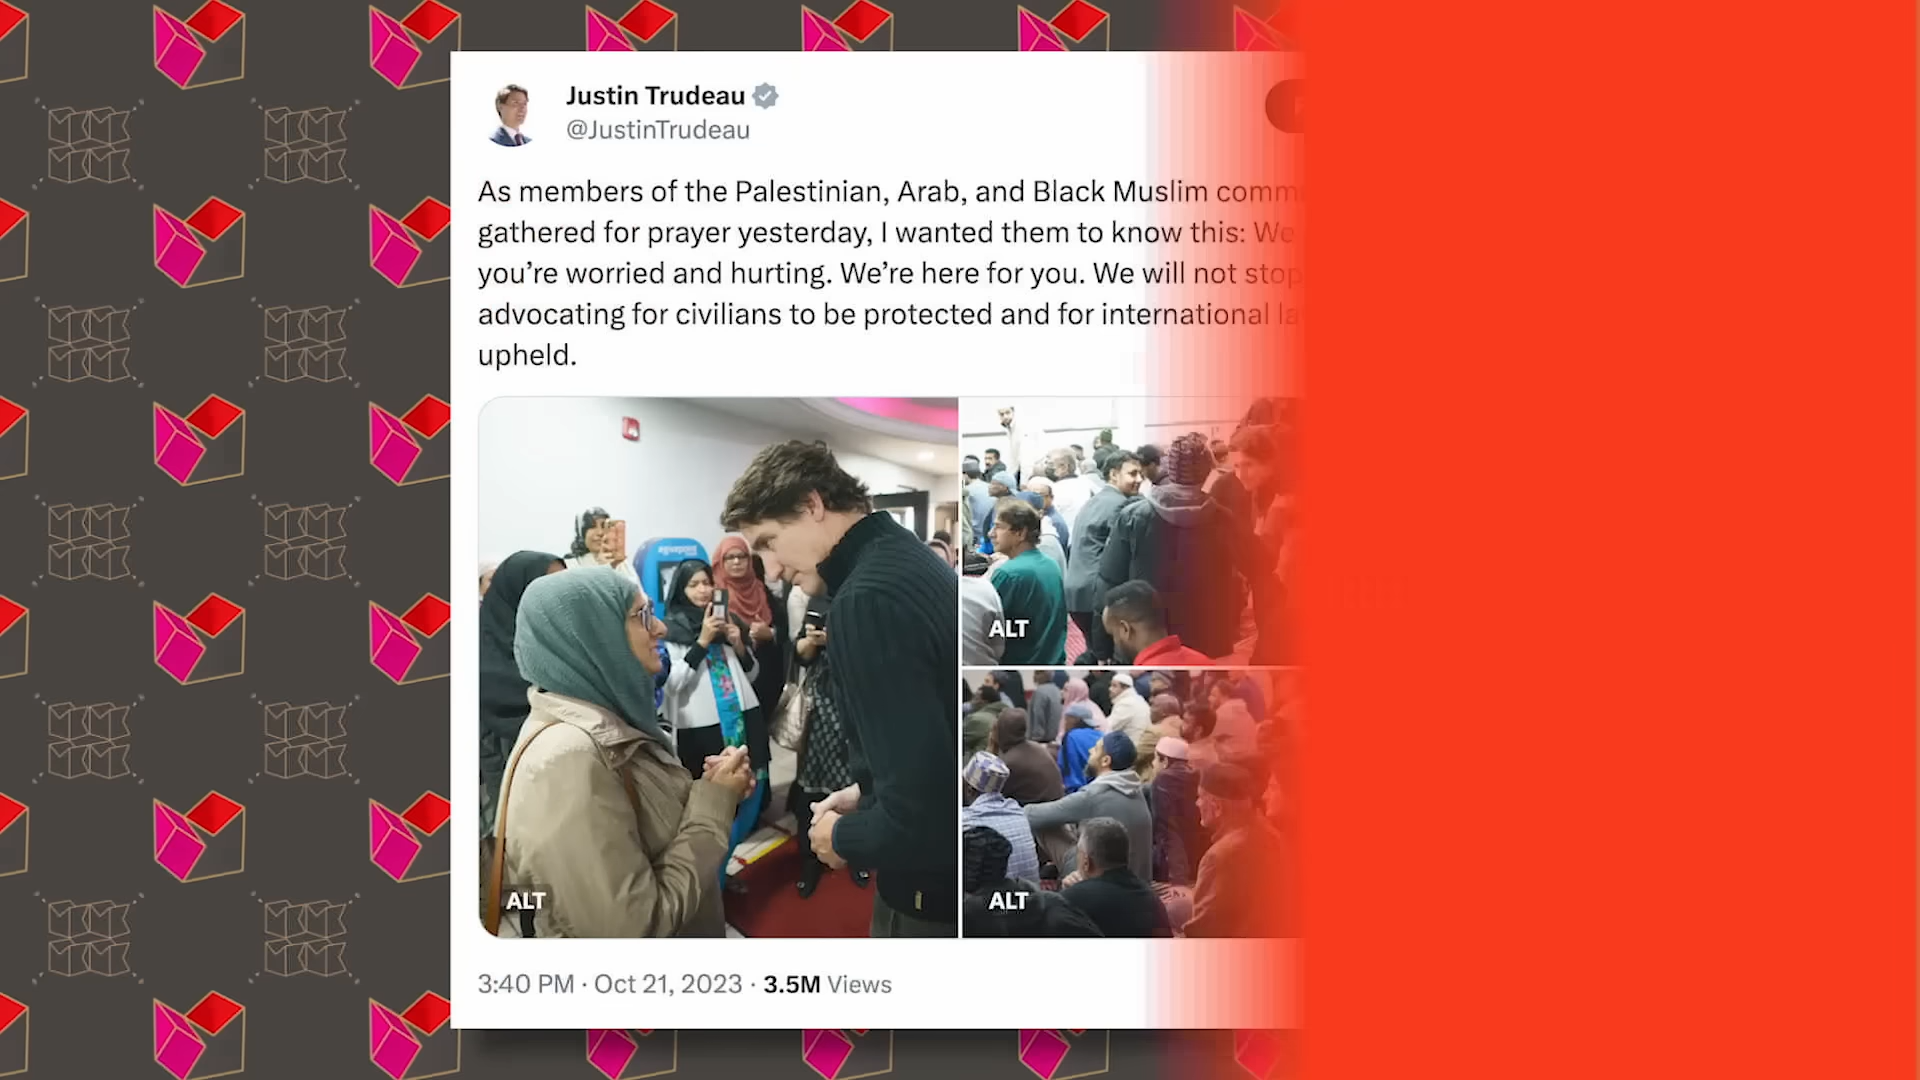 Justin Trudeau
@JustinTrudeau
As members of the Palestinian, Arab, and Black Muslim
gathered for prayer yesterday, I wanted them to know this: We
you're worried and hurting. We're here for you. We will not stop
advocating for civilians to be protected and for international
upheld.
ALT
ALT
ALT
3:40 PM · Oct 21, 2023 · 3.5M Views